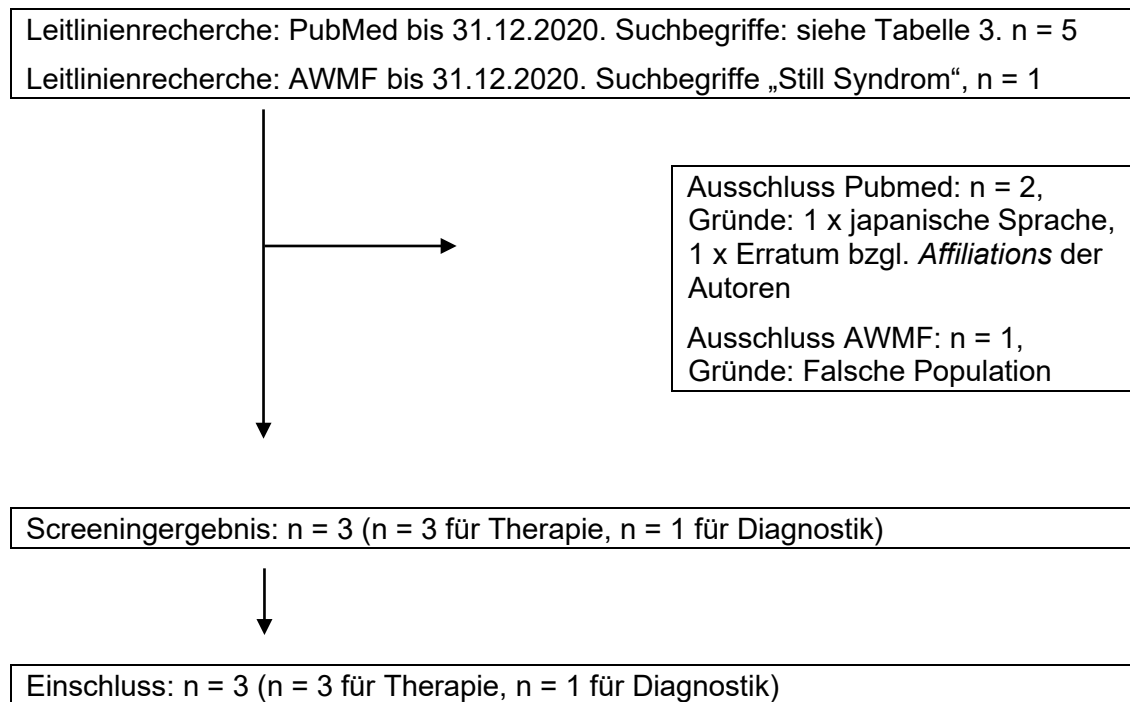 Leitlinienrecherche: PubMed bis 31.12.2020. Suchbegriffe: siehe Tabelle 3. n = 5
Leitlinienrecherche: AWMF bis 31.12.2020. Suchbegriffe „Still Syndrom“, n = 1
Ausschluss Pubmed: n = 2,
Gründe: 1 x japanische Sprache,
1 x Erratum bzgl. Affiliations der
Autoren
Ausschluss AWMF: n = 1,
Gründe: Falsche Population
Screeningergebnis: n = 3 (n = 3 für Therapie, n = 1 für Diagnostik)
Einschluss: n = 3 (n = 3 für Therapie, n = 1 für Diagnostik)